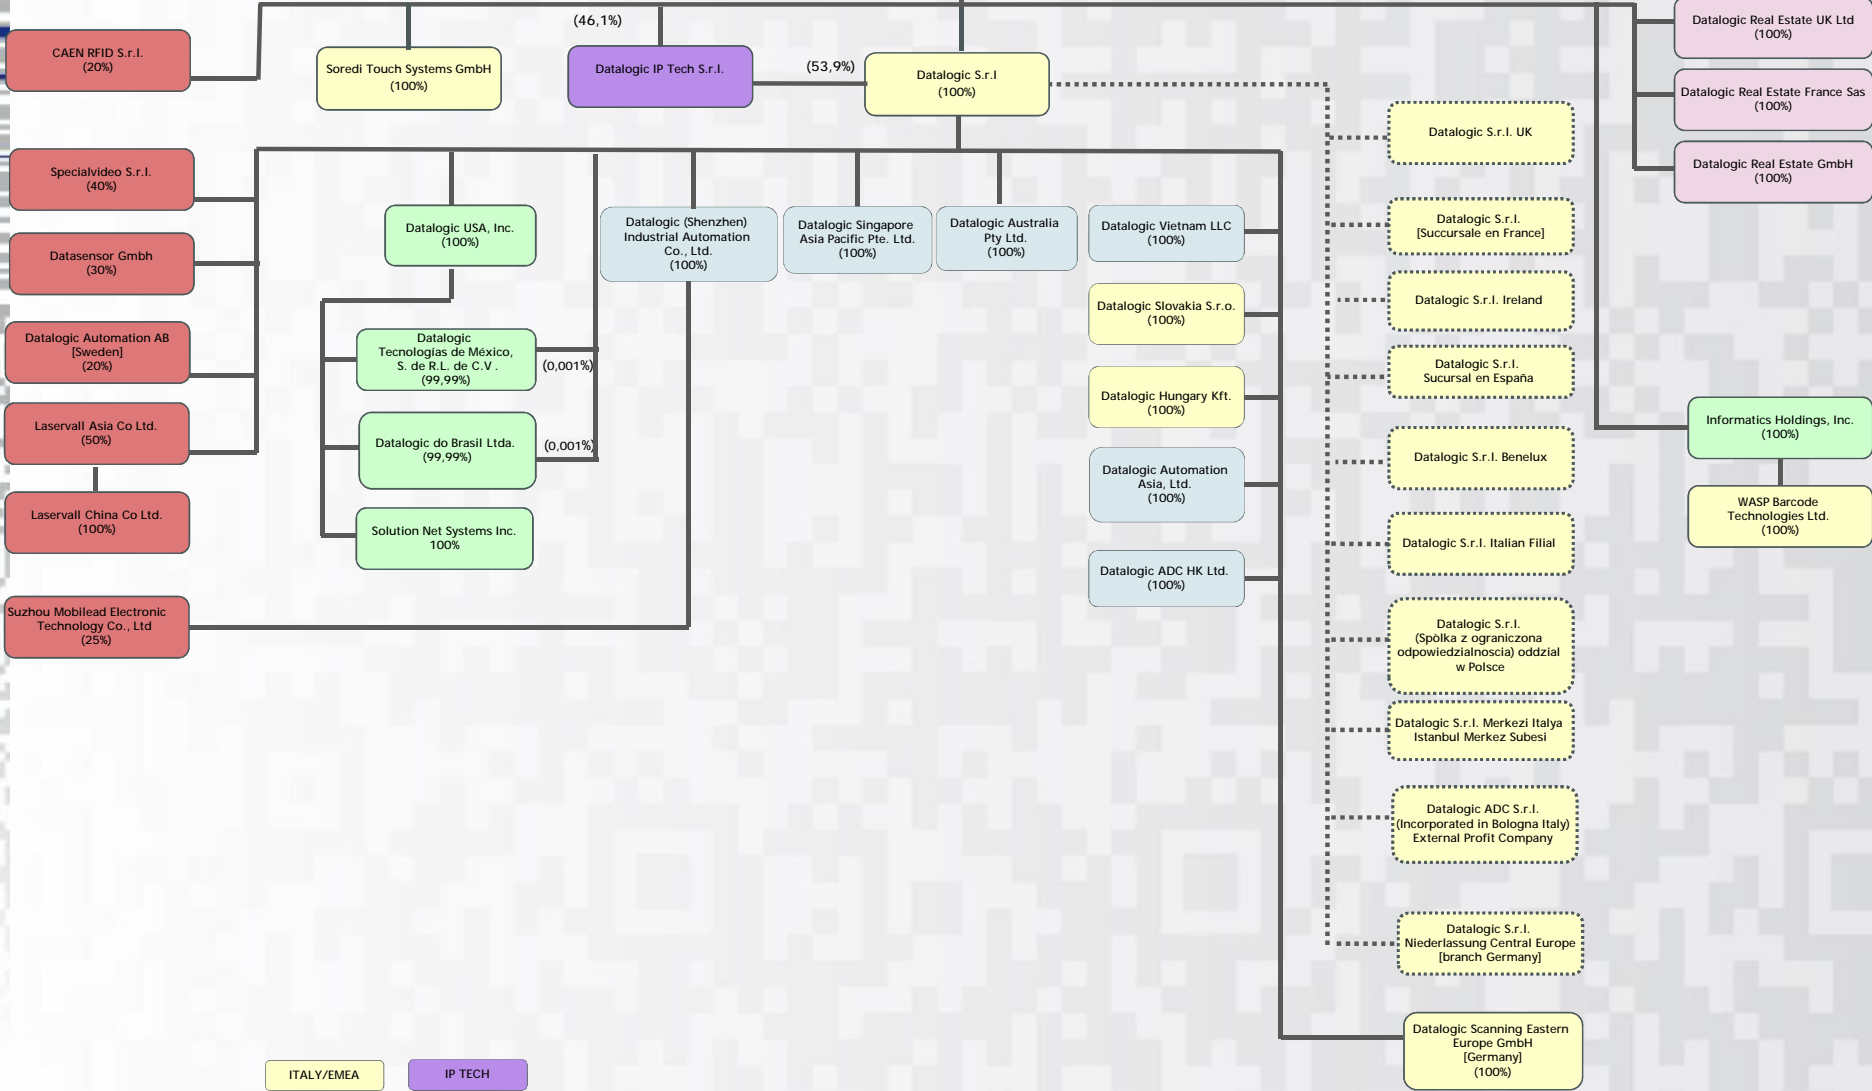 (46,1%)
Datalogic Real Estate UK Ltd
(100%)
CAEN RFID S.r.l.
(20%)
Soredi Touch Systems GmbH
(100%)
Datalogic IP Tech S.r.l.
(53,9%)
Datalogic S.r.l
(100%)
Datalogic Real Estate France Sas
(100%)
Datalogic S.r.l. UK
Datalogic Real Estate GmbH
(100%)
Specialvideo S.r.l.
(40%)
Datasensor Gmbh
(30%)
Datalogic Automation AB
[Sweden]
(20%)
Laservall Asia Co Ltd.
(50%)
Laservall China Co Ltd.
(100%)
Suzhou Mobilead Electronic
Technology Co., Ltd
(25%)
Datalogic USA, Inc.
(100%)
Datalogic
Tecnologías de México,
S. de R.L. de C.V .
(99,99%)
(0,001%)
Datalogic do Brasil Ltda.
(99,99%)
(0,001%)
Solution Net Systems Inc.
100%
Datalogic (Shenzhen)
Industrial Automation
Co., Ltd.
(100%)
Datalogic Singapore
Asia Pacific Pte. Ltd.
(100%)
Datalogic Australia
Pty Ltd.
(100%)
Datalogic Vietnam LLC
(100%)
Datalogic Slovakia S.r.o.
(100%)
Datalogic Hungary Kft.
(100%)
Datalogic Automation
Asia, Ltd.
(100%)
Datalogic ADC HK Ltd.
(100%)
Datalogic S.r.l.
[Succursale en France]
Datalogic S.r.l. Ireland
Datalogic S.r.l.
Sucursal en España
Datalogic S.r.l. Benelux
Datalogic S.r.l. Italian Filial
Datalogic S.r.l.
(Spòlka z ograniczona
odpowiedzialnoscia) oddzial
w Polsce
Datalogic S.r.l. Merkezi Italya
Istanbul Merkez Subesi
Datalogic ADC S.r.l.
(Incorporated in Bologna Italy)
External Profit Company
Datalogic S.r.l.
Niederlassung Central Europe
[branch Germany]
Datalogic Scanning Eastern
Europe GmbH
[Germany]
(100%)
Informatics Holdings, Inc.
(100%)
WASP Barcode
Technologies Ltd.
(100%)
ITALY/EMEA
IP TECH